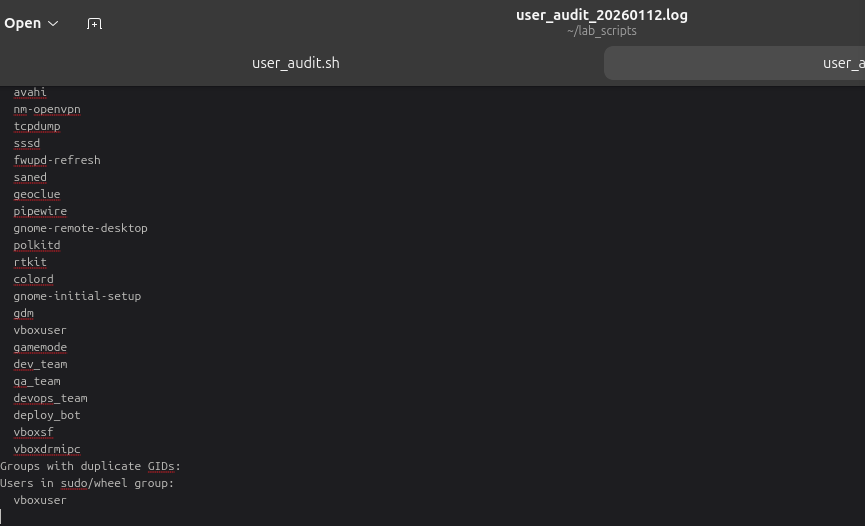 Open
user_audit_20260112.log
~/lab_scripts
user_audit.sh
user_a
avahi
nm-openvpn
tcpdump
sssd
fwupd-refresh
saned
geoclue
pipewire
gnome-remote-desktop
polkitd
rtkit
colord
gnome-initial-setup
gdm
vboxuser
gamemode
dev_team
qa_team
devops_team
deploy_bot
vboxsf
vboxdrmipc
Groups with duplicate GIDs:
Users in sudo/wheel group:
vboxuser